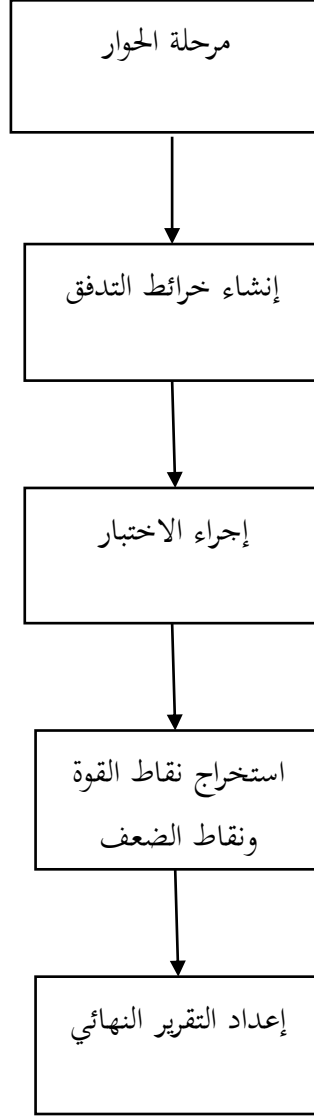 مرحلة الحوار
إنشاء خرائط التدفق
إجراء الاختبار
استخراج نقاط القوة
ونقاط الضعف
إعداد التقرير النهائي